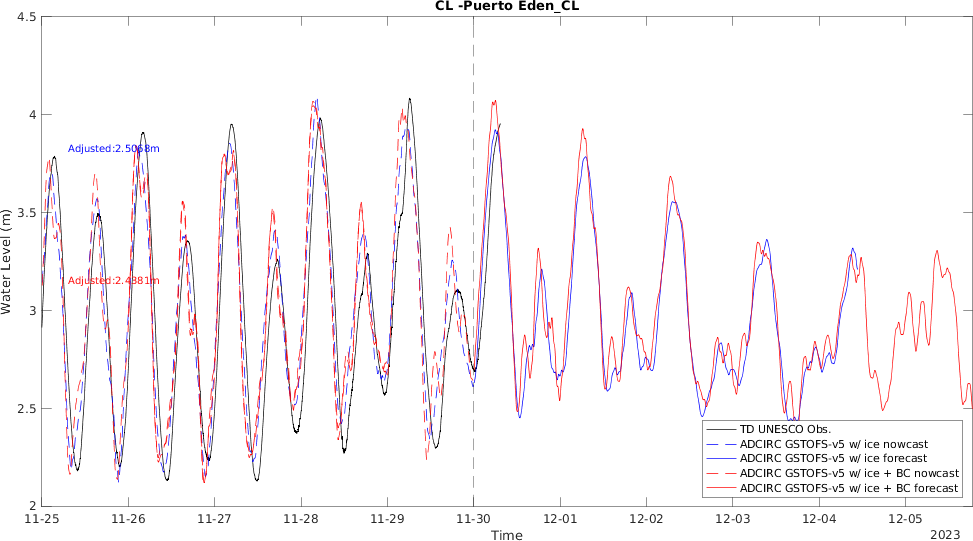 CL -Puerto Eden_CL
4.5
4
3.5
3
2.5
2
Water Level (m)
Adjusted:2.5068m
Adjusted:2.4381m
TD UNESCO Obs.
ADCIRC GSTOFS-v5 w/ ice nowcast
ADCIRC GSTOFS-v5 w/ ice forecast
ADCIRC GSTOFS-v5 w/ ice + BC nowcast
ADCIRC GSTOFS-v5 w/ ice + BC forecast
11-25 11-26 11-27 11-28 11-29 11-30 12-01 12-02 12-03 12-04 12-05
Time
2023